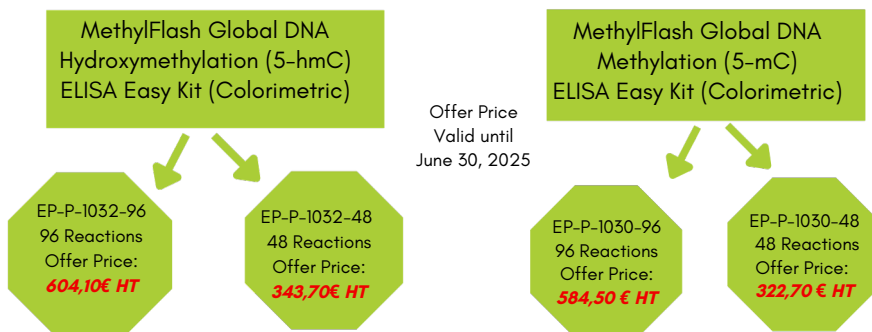 MethylFlash Global DNA
Hydroxymethylation (5-hmC)
ELISA Easy Kit (Colorimetric)
EP-P-1032-96
96 Reactions
Offer Price:
604,10€ HT
EP-P-1032-48
48 Reactions
Offer Price:
343,70€ HT
Offer Price
Valid until
June 30, 2025
MethylFlash Global DNA
Methylation (5-mC)
ELISA Easy Kit (Colorimetric)
EP-P-1030-96
96 Reactions
Offer Price:
584,50 € HT
EP-P-1030-48
48 Reactions
Offer Price:
322,70 € HT